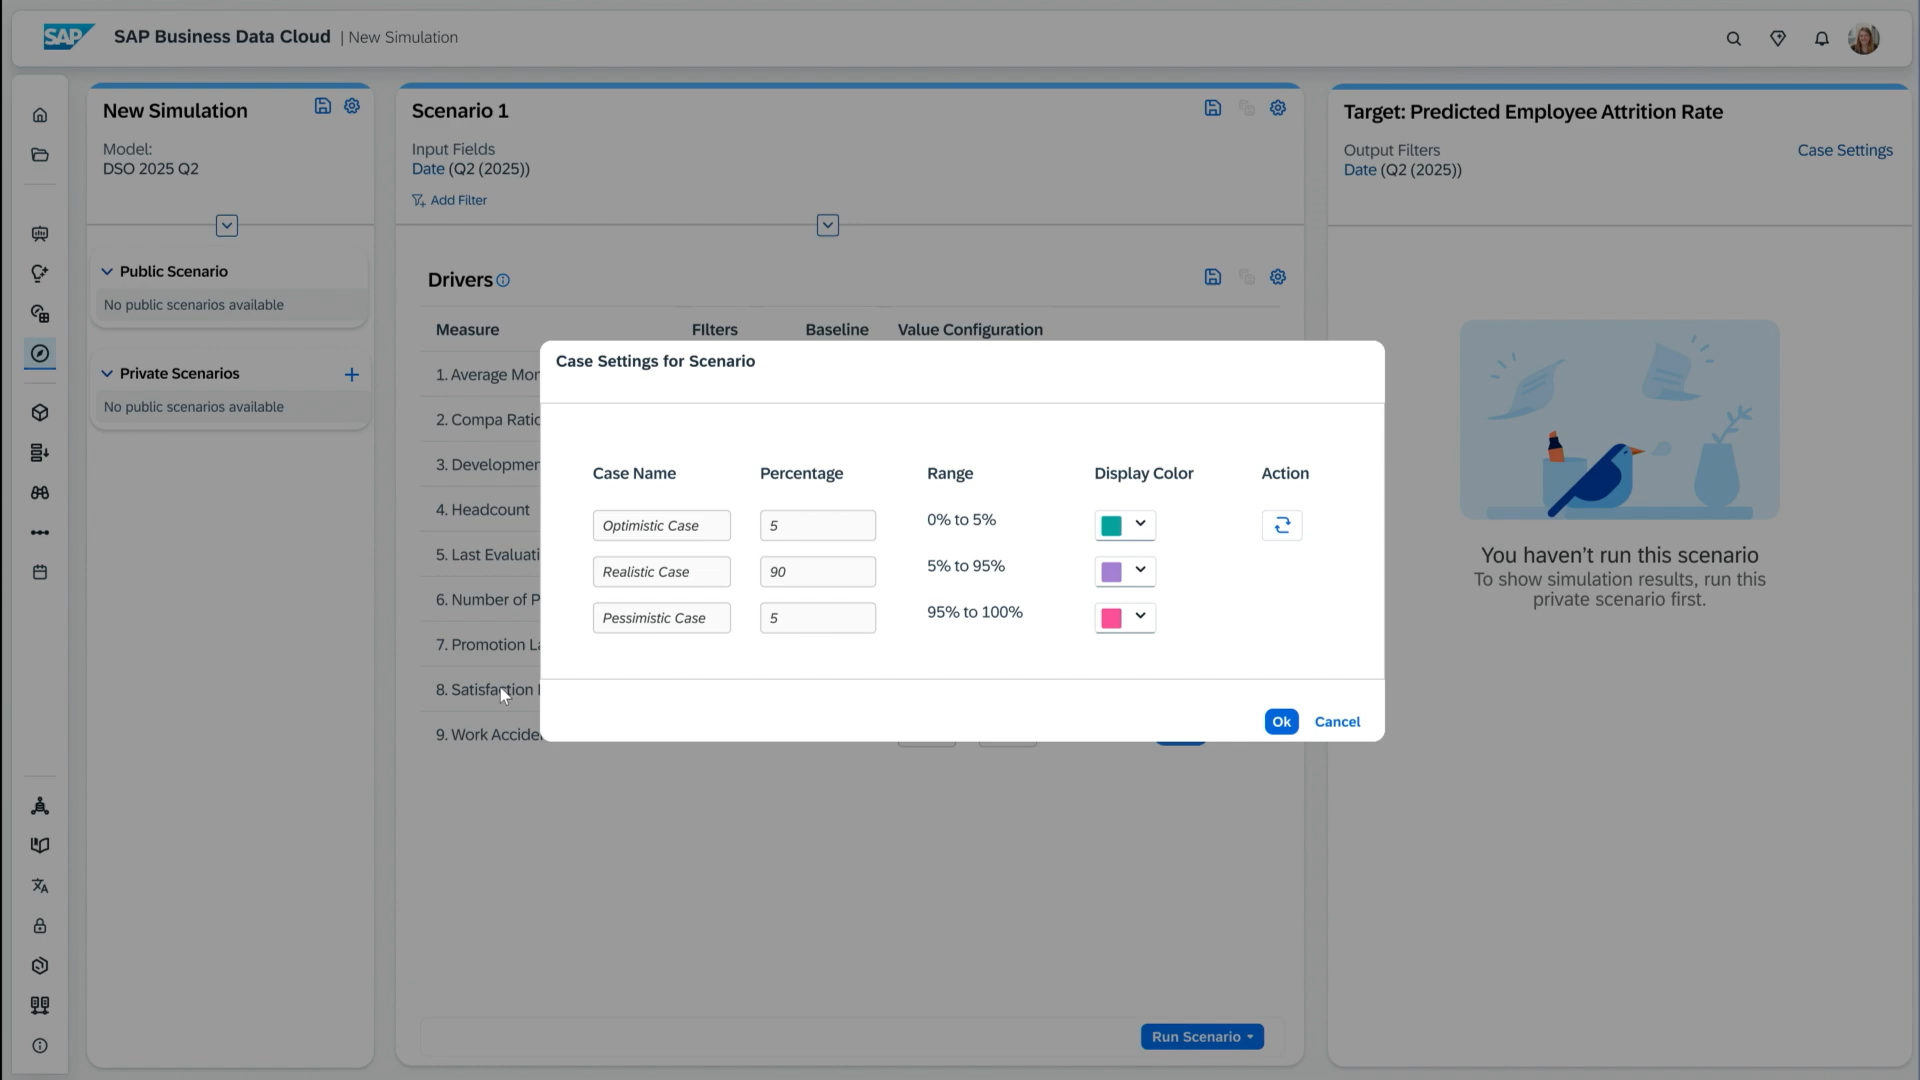 SAP
SAP Business Data Cloud | New Simulation
New Simulation
Model:
DSO 2025 Q2
Public Scenario
No public scenarios available
Private Scenarios
No public scenarios available
Scenario 1
Input Fields
Date (Q2 (2025))
Add Filter
Drivers
Measure FIlters Baseline Value Configuration
1. Average Mon
2. Compa Ratio
3. Developmen
4. Headcount
5. Last Evaluati
6. Number of P
7. Promotion La
8. Satisfaction
9. Work Accide
Run Scenario
Case Settings for Scenario
Case Name Percentage Range Display Color Action
Optimistic Case 5 0% to 5%
Realistic Case 90 5% to 95%
Pessimistic Case 5 95% to 100%
Ok Cancel
Target: Predicted Employee Attrition Rate
Output Filters
Case Settings
Date (Q2 (2025))
You haven't run this scenario
To show simulation results, run this
private scenario first.